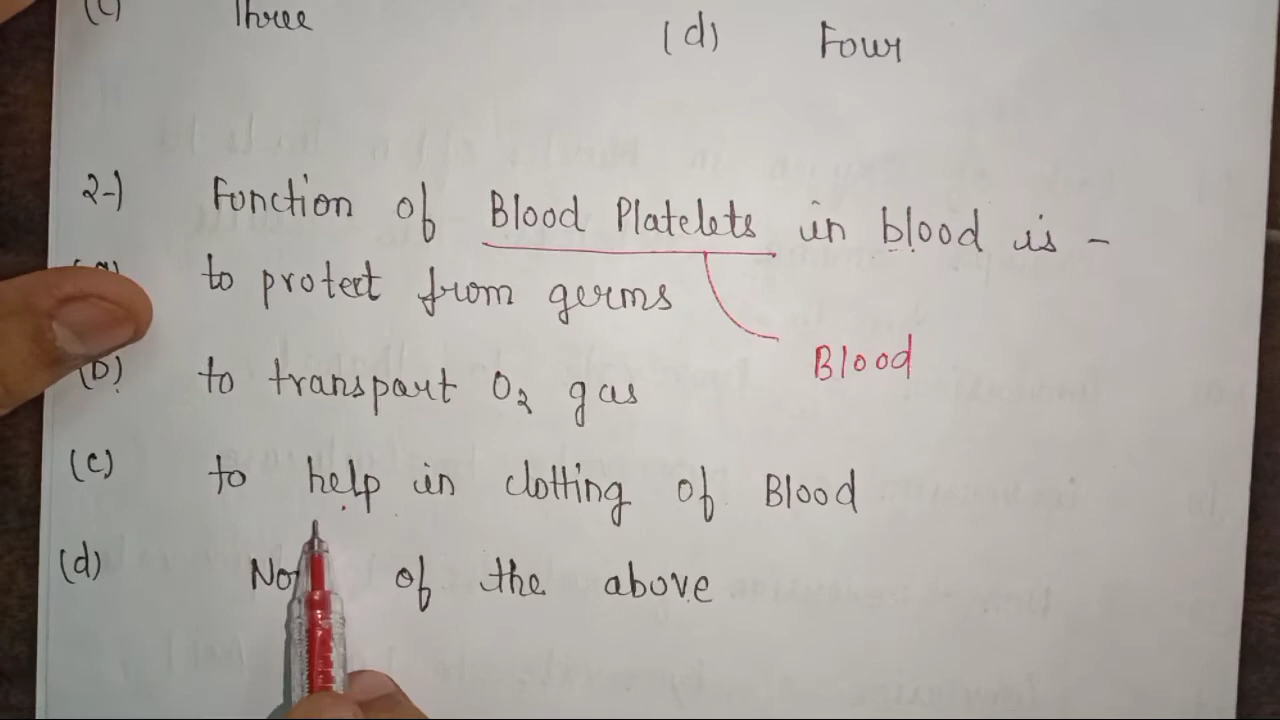 (c) Three (d) Four
2-) Function of Blood Platelets in blood is -
(a) to protect from germs
Blood
(b) to transport O₂ gas
(c) to help in clotting of Blood
(d) of the above